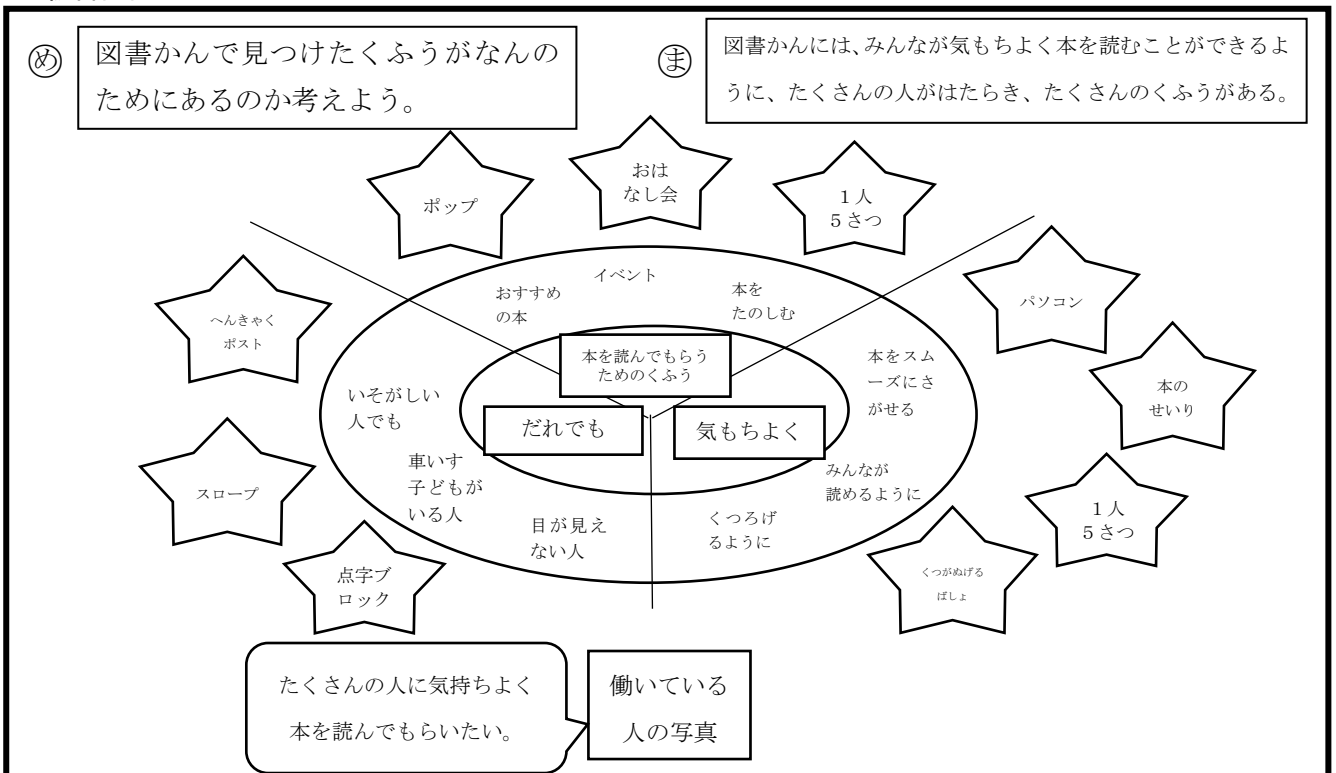 め
図書かんで見つけたくふうがなんの
ためにあるのか考えよう。
ま
図書かんには、みんなが気もちよく本を読むことができるよ
うに、たくさんの人がはたらき、たくさんのくふうがある。
ポップ
おは
なし会
1人
5さつ
へんきゃく
ポスト
パソコン
イベント
おすすめ
の本
本を
たのしむ
本を読んでもらう
ためのくふう
本をスム
ーズにさ
がせる
本の
せいり
いそがしい
人でも
だれでも
気もちよく
車いす
子どもが
いる人
みんなが
読めるように
スロープ
目が見え
ない人
くつろげ
るように
1人
5さつ
点字ブ
ロック
くつがぬげる
ばしょ
たくさんの人に気持ちよく
本を読んでもらいたい。
働いている
人の写真